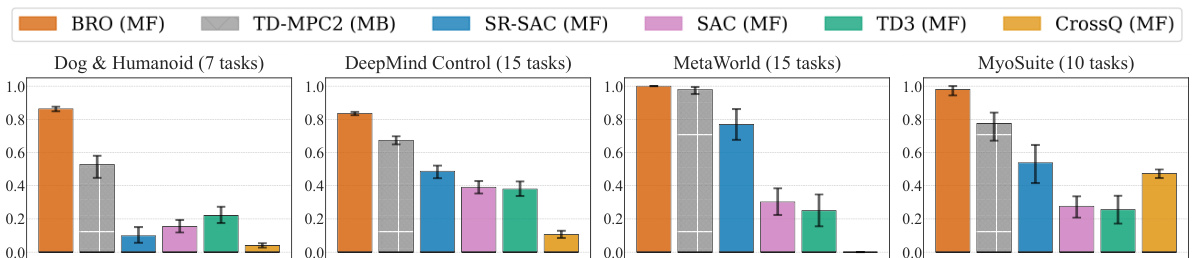 BRO (MF) TD-MPC2 (MB) SR-SAC (MF) SAC (MF) TD3 (MF) CrossQ (MF)
Dog & Humanoid (7 tasks) DeepMind Control (15 tasks) MetaWorld (15 tasks) MyoSuite (10 tasks)
1.0 1.0 1.0 1.0
0.8 0.8 0.8 0.8
0.6 0.6 0.6 0.6
0.4 0.4 0.4 0.4
0.2 0.2 0.2 0.2
0.0 0.0 0.0 0.0